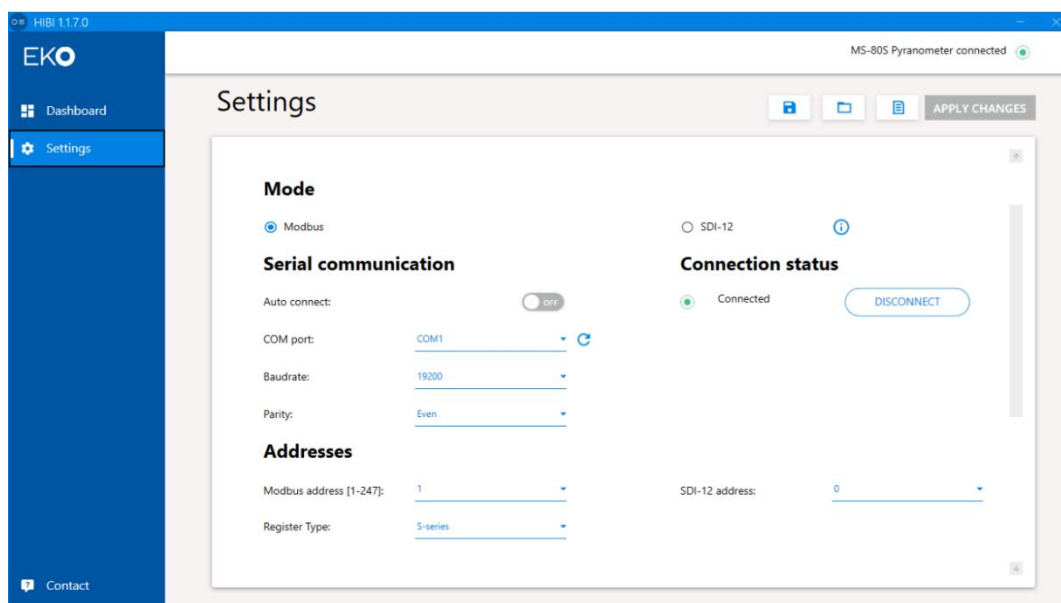 HIBI 1.1.7.0
EKO
MS-80S Pyranometer connected
Dashboard
Settings
Contact
Settings
APPLY CHANGES
Mode
Modbus
SDI-12
Serial communication
Connection status
Auto connect:
OFF
Connected
DISCONNECT
COM port:
COM1
Baudrate:
19200
Parity:
Even
Addresses
Modbus address [1-247]:
1
SDI-12 address:
0
Register Type:
S-series